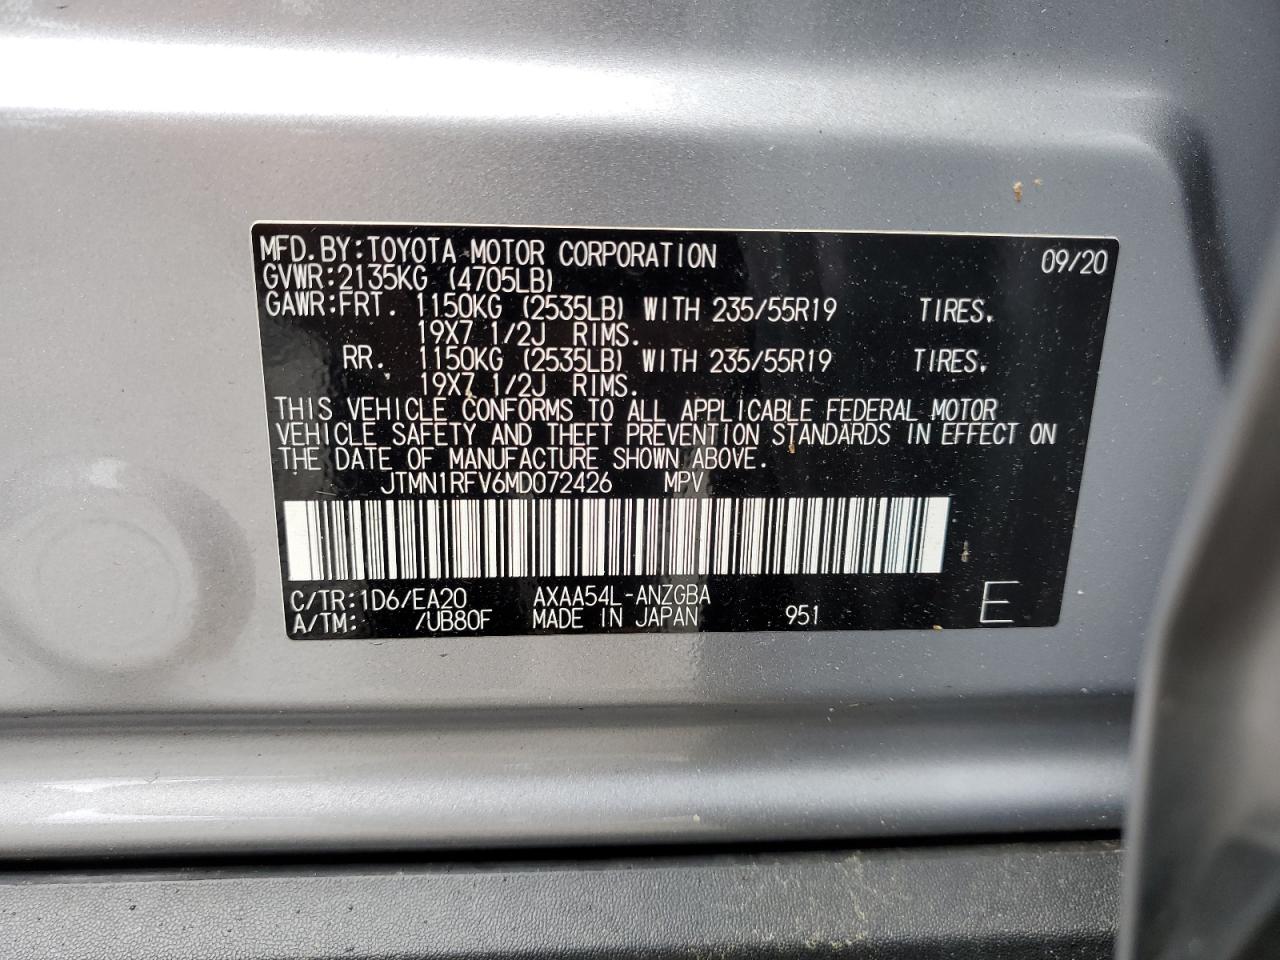 MFD.BY:TOYOTA MOTOR CORPORATION 09/20
GVWR:2135KG (4705LB)
GAWR:FRT. 1150KG (2535LB) WITH 235/55R19 TIRES.
19X7 1/2J RIMS.
RR. 1150KG (2535LB) WITH 235/55R19 TIRES.
19X7 1/2J RIMS.
THIS VEHICLE CONFORMS TO ALL APPLICABLE FEDERAL MOTOR
VEHICLE SAFETY AND THEFT PREVENTION STANDARDS IN EFFECT ON
THE DATE OF MANUFACTURE SHOWN ABOVE.
JTMN1RFV6MD072426 MPV
C/TR:1D6/EA20 AXAA54L-ANZGBA
A/TM: /UB80F MADE IN JAPAN 951 E